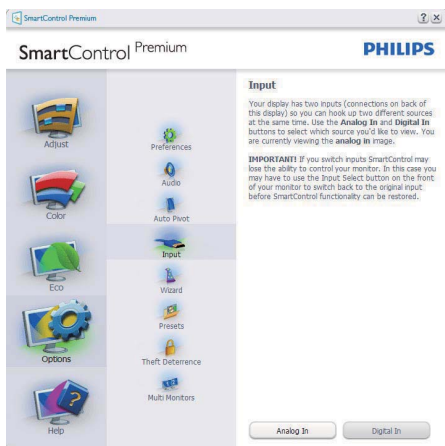 SmartControl Premium
SmartControl Premium
PHILIPS
Adjust
Color
Eco
Options
Help
Preferences
Audio
Auto Pivot
Input
Wizard
Presets
Theft Deterrence
Multi Monitors
Input
Your display has two inputs (connections on back of
this display) so you can hook up two different sources
at the same time. Use the Analog In and Digital In
buttons to select which source you'd like to view. You
are currently viewing the analog in image.
IMPORTANT! If you switch inputs SmartControl may
lose the ability to control your monitor. In this case you
may have to use the Input Select button on the front
of your monitor to switch back to the original input
before SmartControl functionality can be restored.
Analog In
Digital In